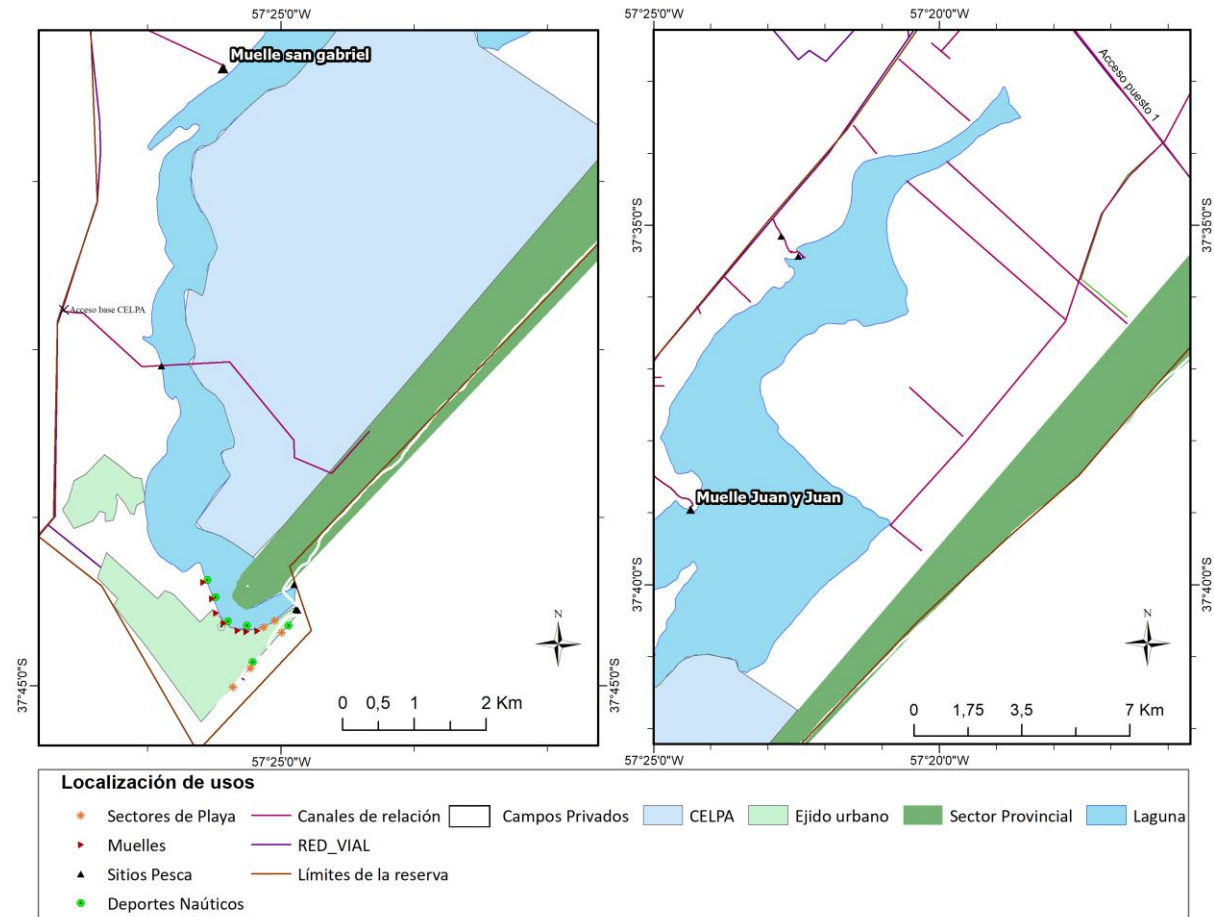 57°25'0"W
57°25'0"W
57°20'0"W
Muelle san gabriel
Acceso puesto 1
37°35'0"S
37°35'0"S
Acceso base CELPA
Muelle Juan y Juan
37°40'0"S
37°40'0"S
N
N
37°45'0"S
0 0,5 1 2 Km
0 1,75 3,5 7 Km
57°25'0"W
57°25'0"W
57°20'0"W
Localización de usos
Sectores de Playa
Canales de relación
Campos Privados
CELPA
Ejido urbano
Sector Provincial
Laguna
Muelles
RED_VIAL
Sitios Pesca
Límites de la reserva
Deportes Naúticos